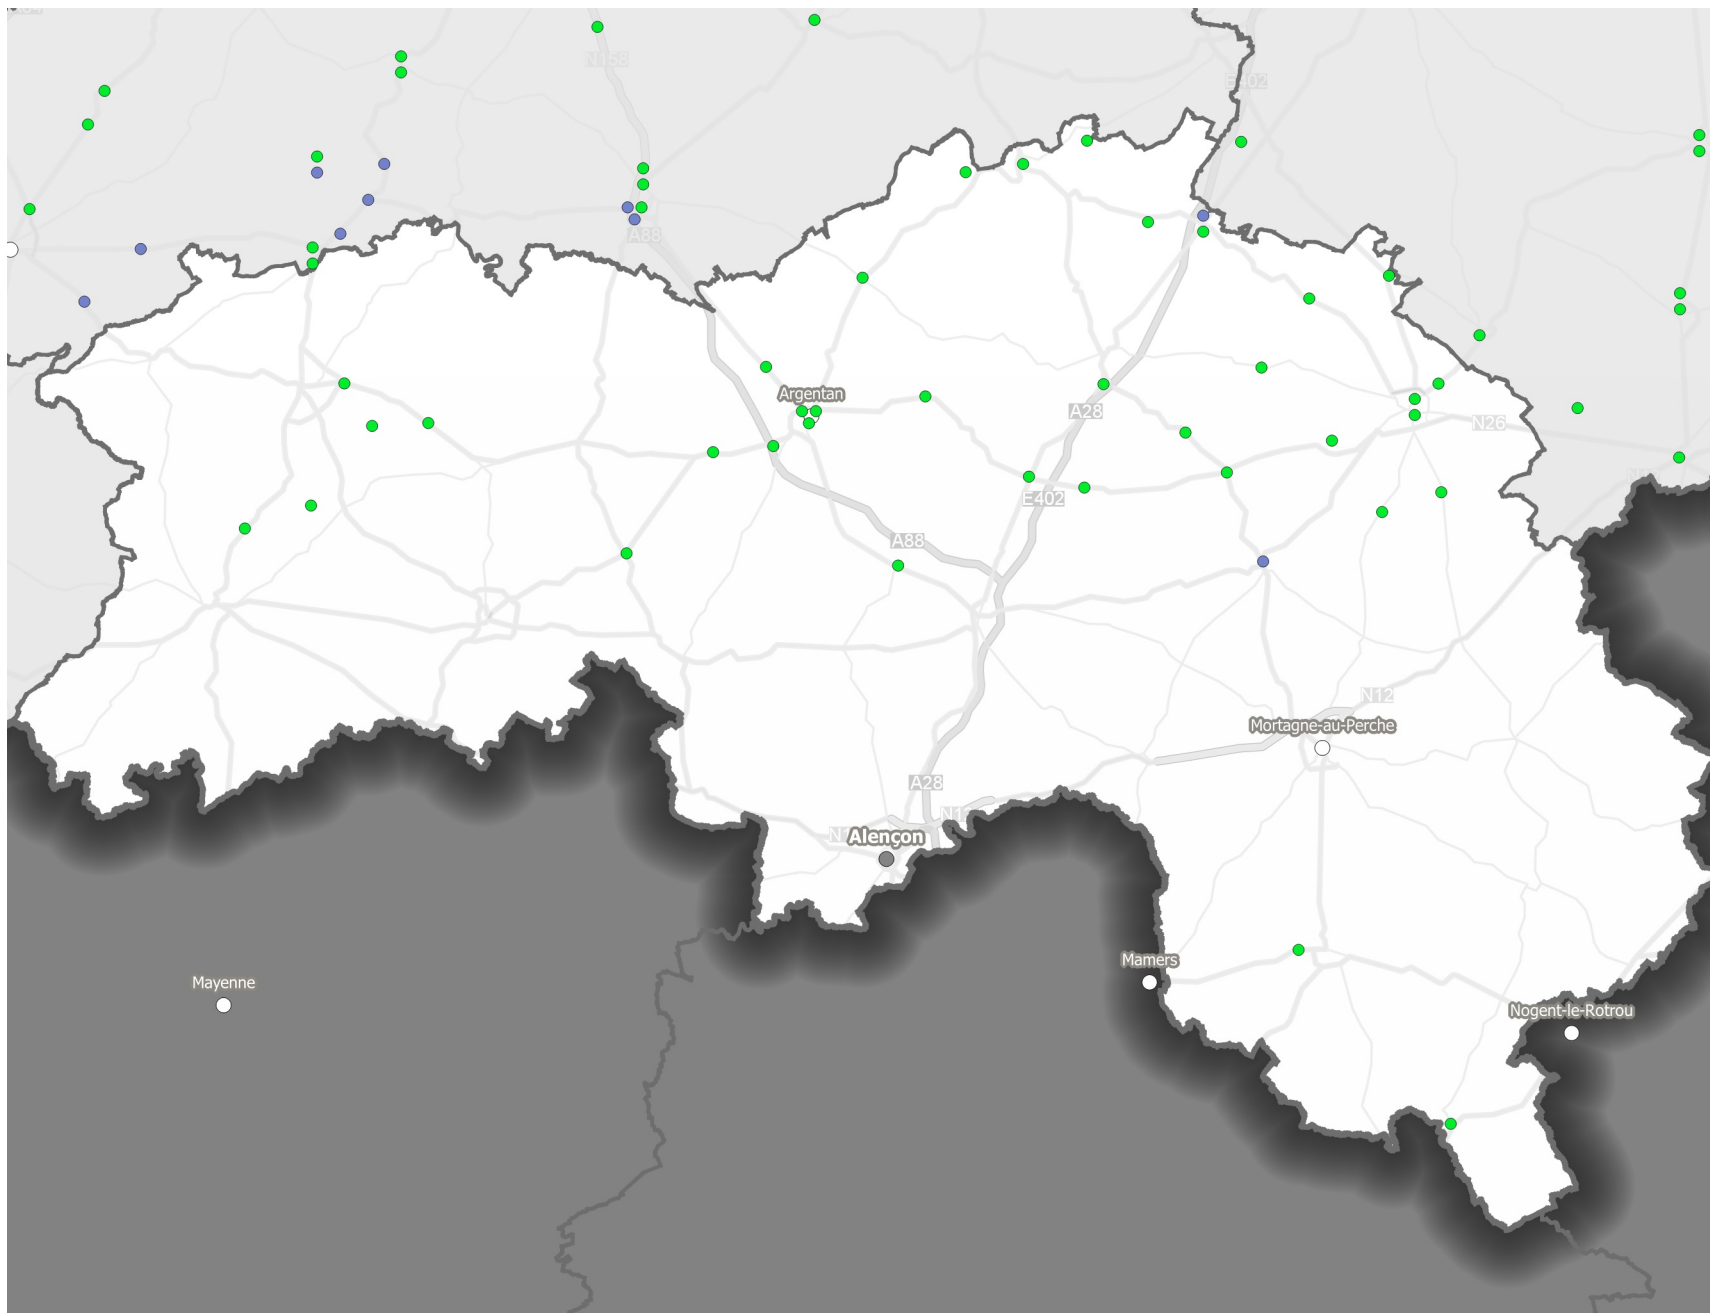 N158
E402
A88
Argentan
A28
N26
E402
A88
N12
Mortagne-au-Perche
A28
Alençon
Mamers
Mayenne
Nogent-le-Rotrou